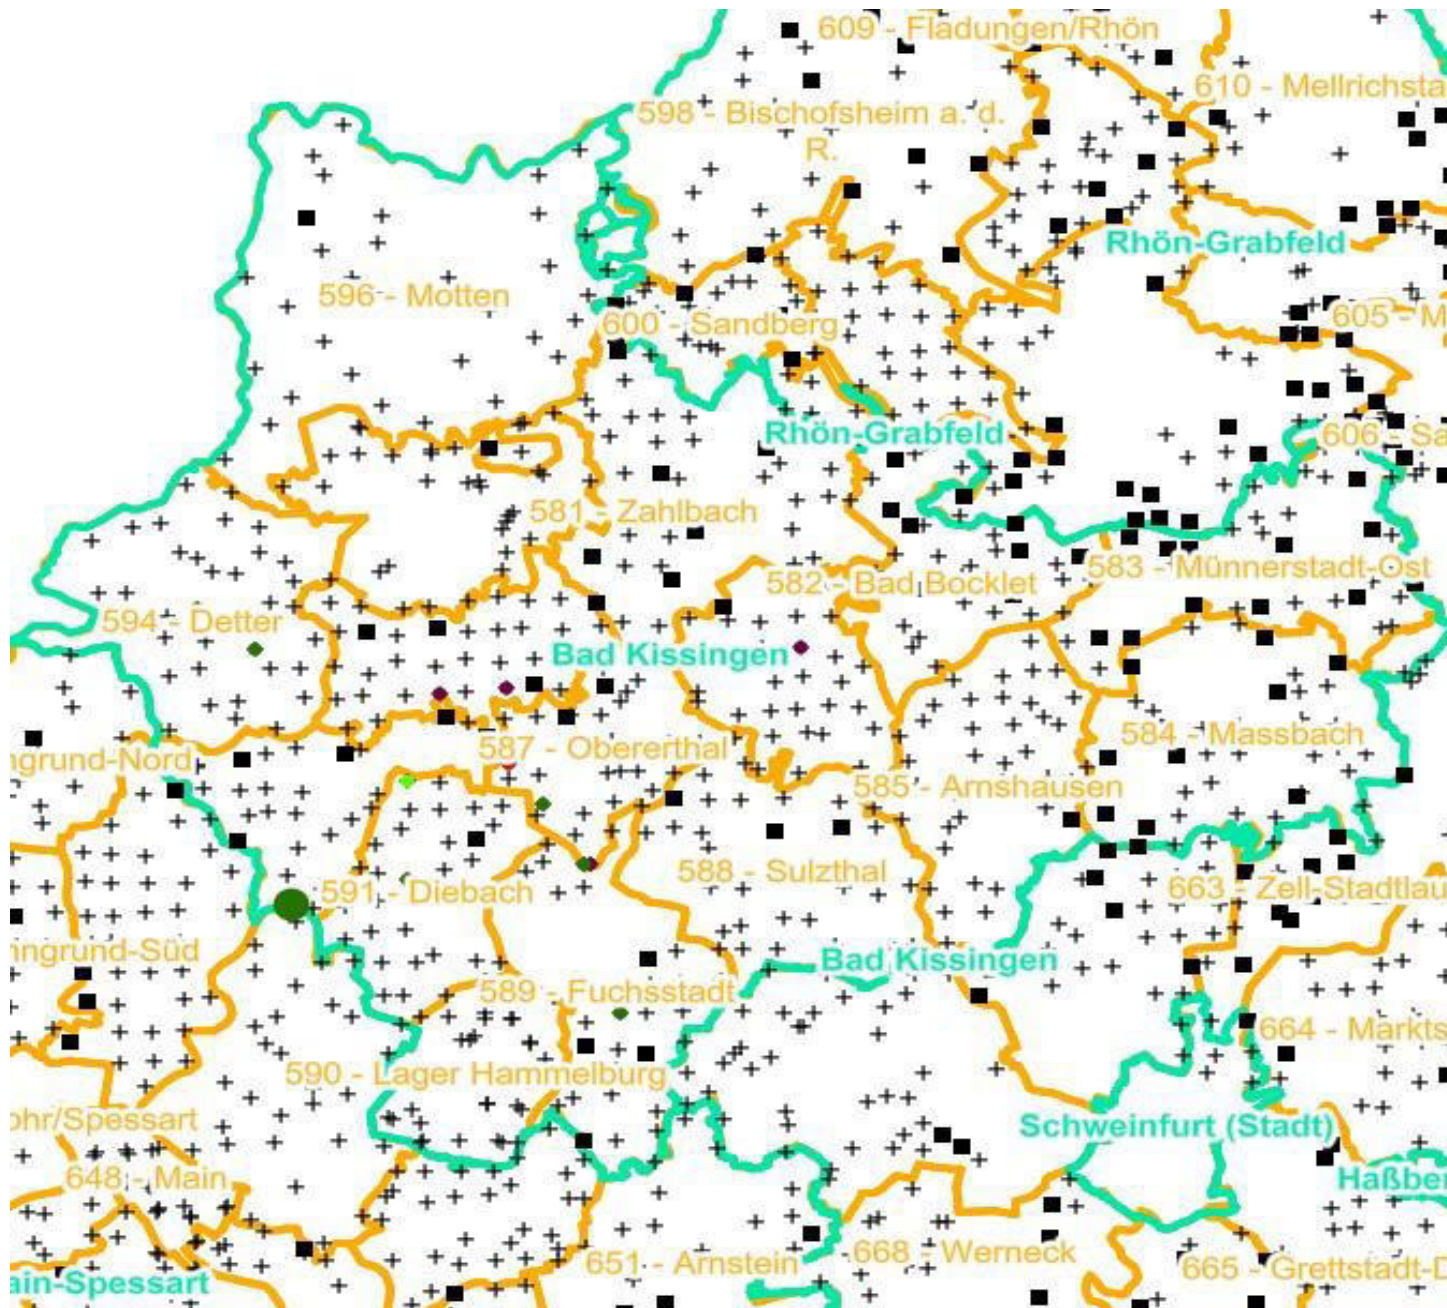 609 - Fladungen/Rhön
610 - Mellrichsta
598 - Bischofsheim a. d.
R.
Rhön-Grabfeld
596 - Motten
600 - Sandberg
605 - M
Rhön-Grabfeld
606 - Sa
581 - Zahlbach
582 - Bad Bocklet
583 - Münnerstadt-Ost
594 - Detter
Bad Kissingen
584 - Massbach
587 - Obererthal
ngrund-Nord
585 - Arnshausen
588 - Sulzthal
591 - Diebach
663 - Zell-Stadtlau
nngrund-Süd
Bad Kissingen
589 - Fuchsstadt
664 - Markts
590 - Lager Hammelburg
ohr/Spessart
Schweinfurt (Stadt)
648 - Main
Haßber
651 - Arnstein
668 - Werneck
665 - Grettstadt-D
ain-Spessart